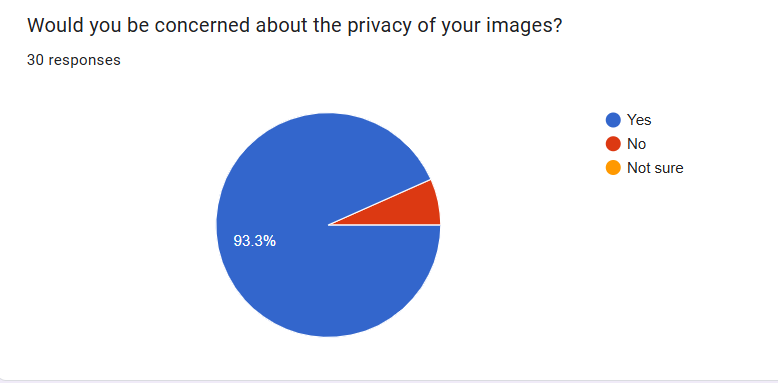 Would you be concerned about the privacy of your images?
30 responses
Yes
No
Not sure
93.3%